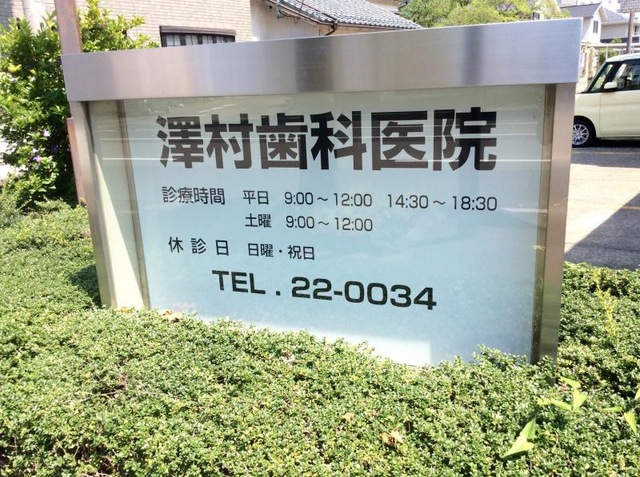 澤村歯科医院
診療時間 平日 9:00～12:00 14:30～18:30
土曜 9:00～12:00
休診日 日曜・祝日
TEL . 22-0034